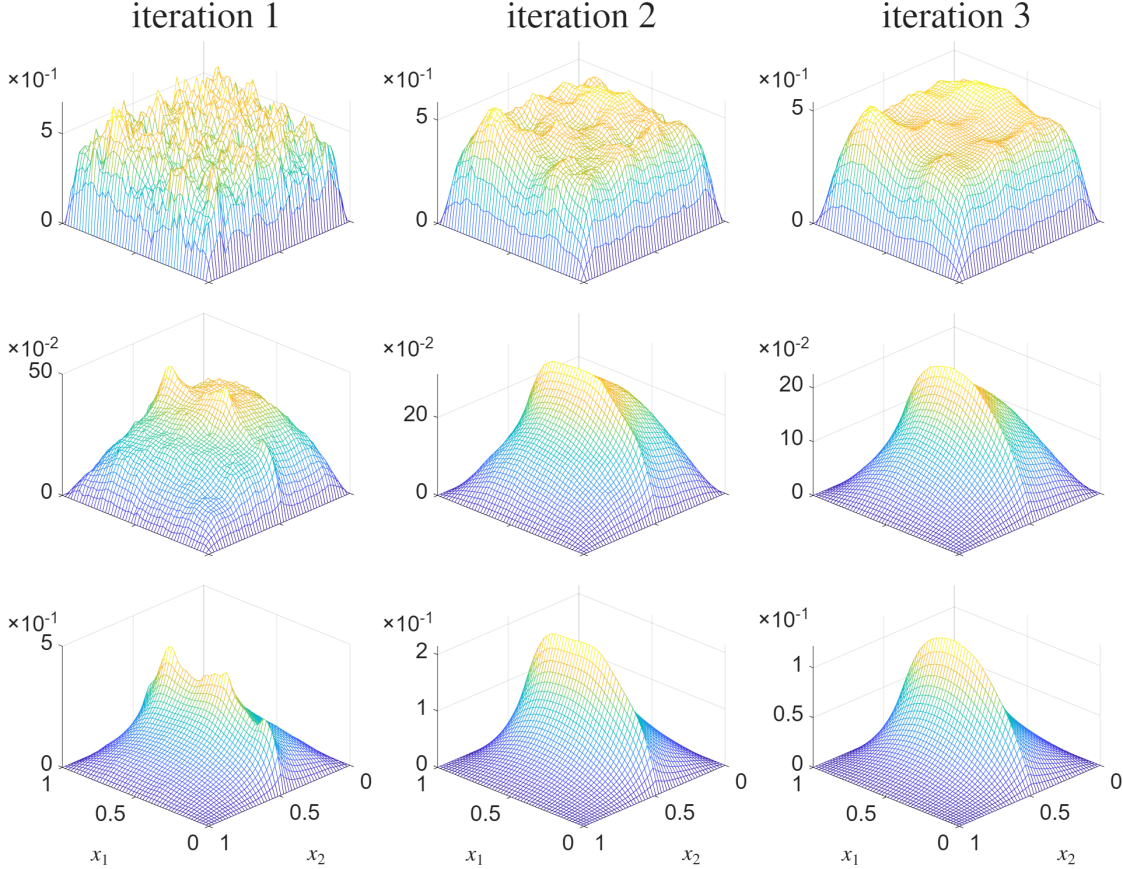 iteration 1 iteration 2 iteration 3
×10⁻¹ ×10⁻¹ ×10⁻¹
5 5 5
0 0 0
×10⁻² ×10⁻² ×10⁻²
50 20 20
0 0 10
0
×10⁻¹ ×10⁻¹ ×10⁻¹
5 2 1
1 0.5
0 0 0
1 0 1 0 1 0
0.5 0.5 0.5 0.5 0.5 0.5
0 1 0 1 0 1
x₁ x₂ x₁ x₂ x₁ x₂